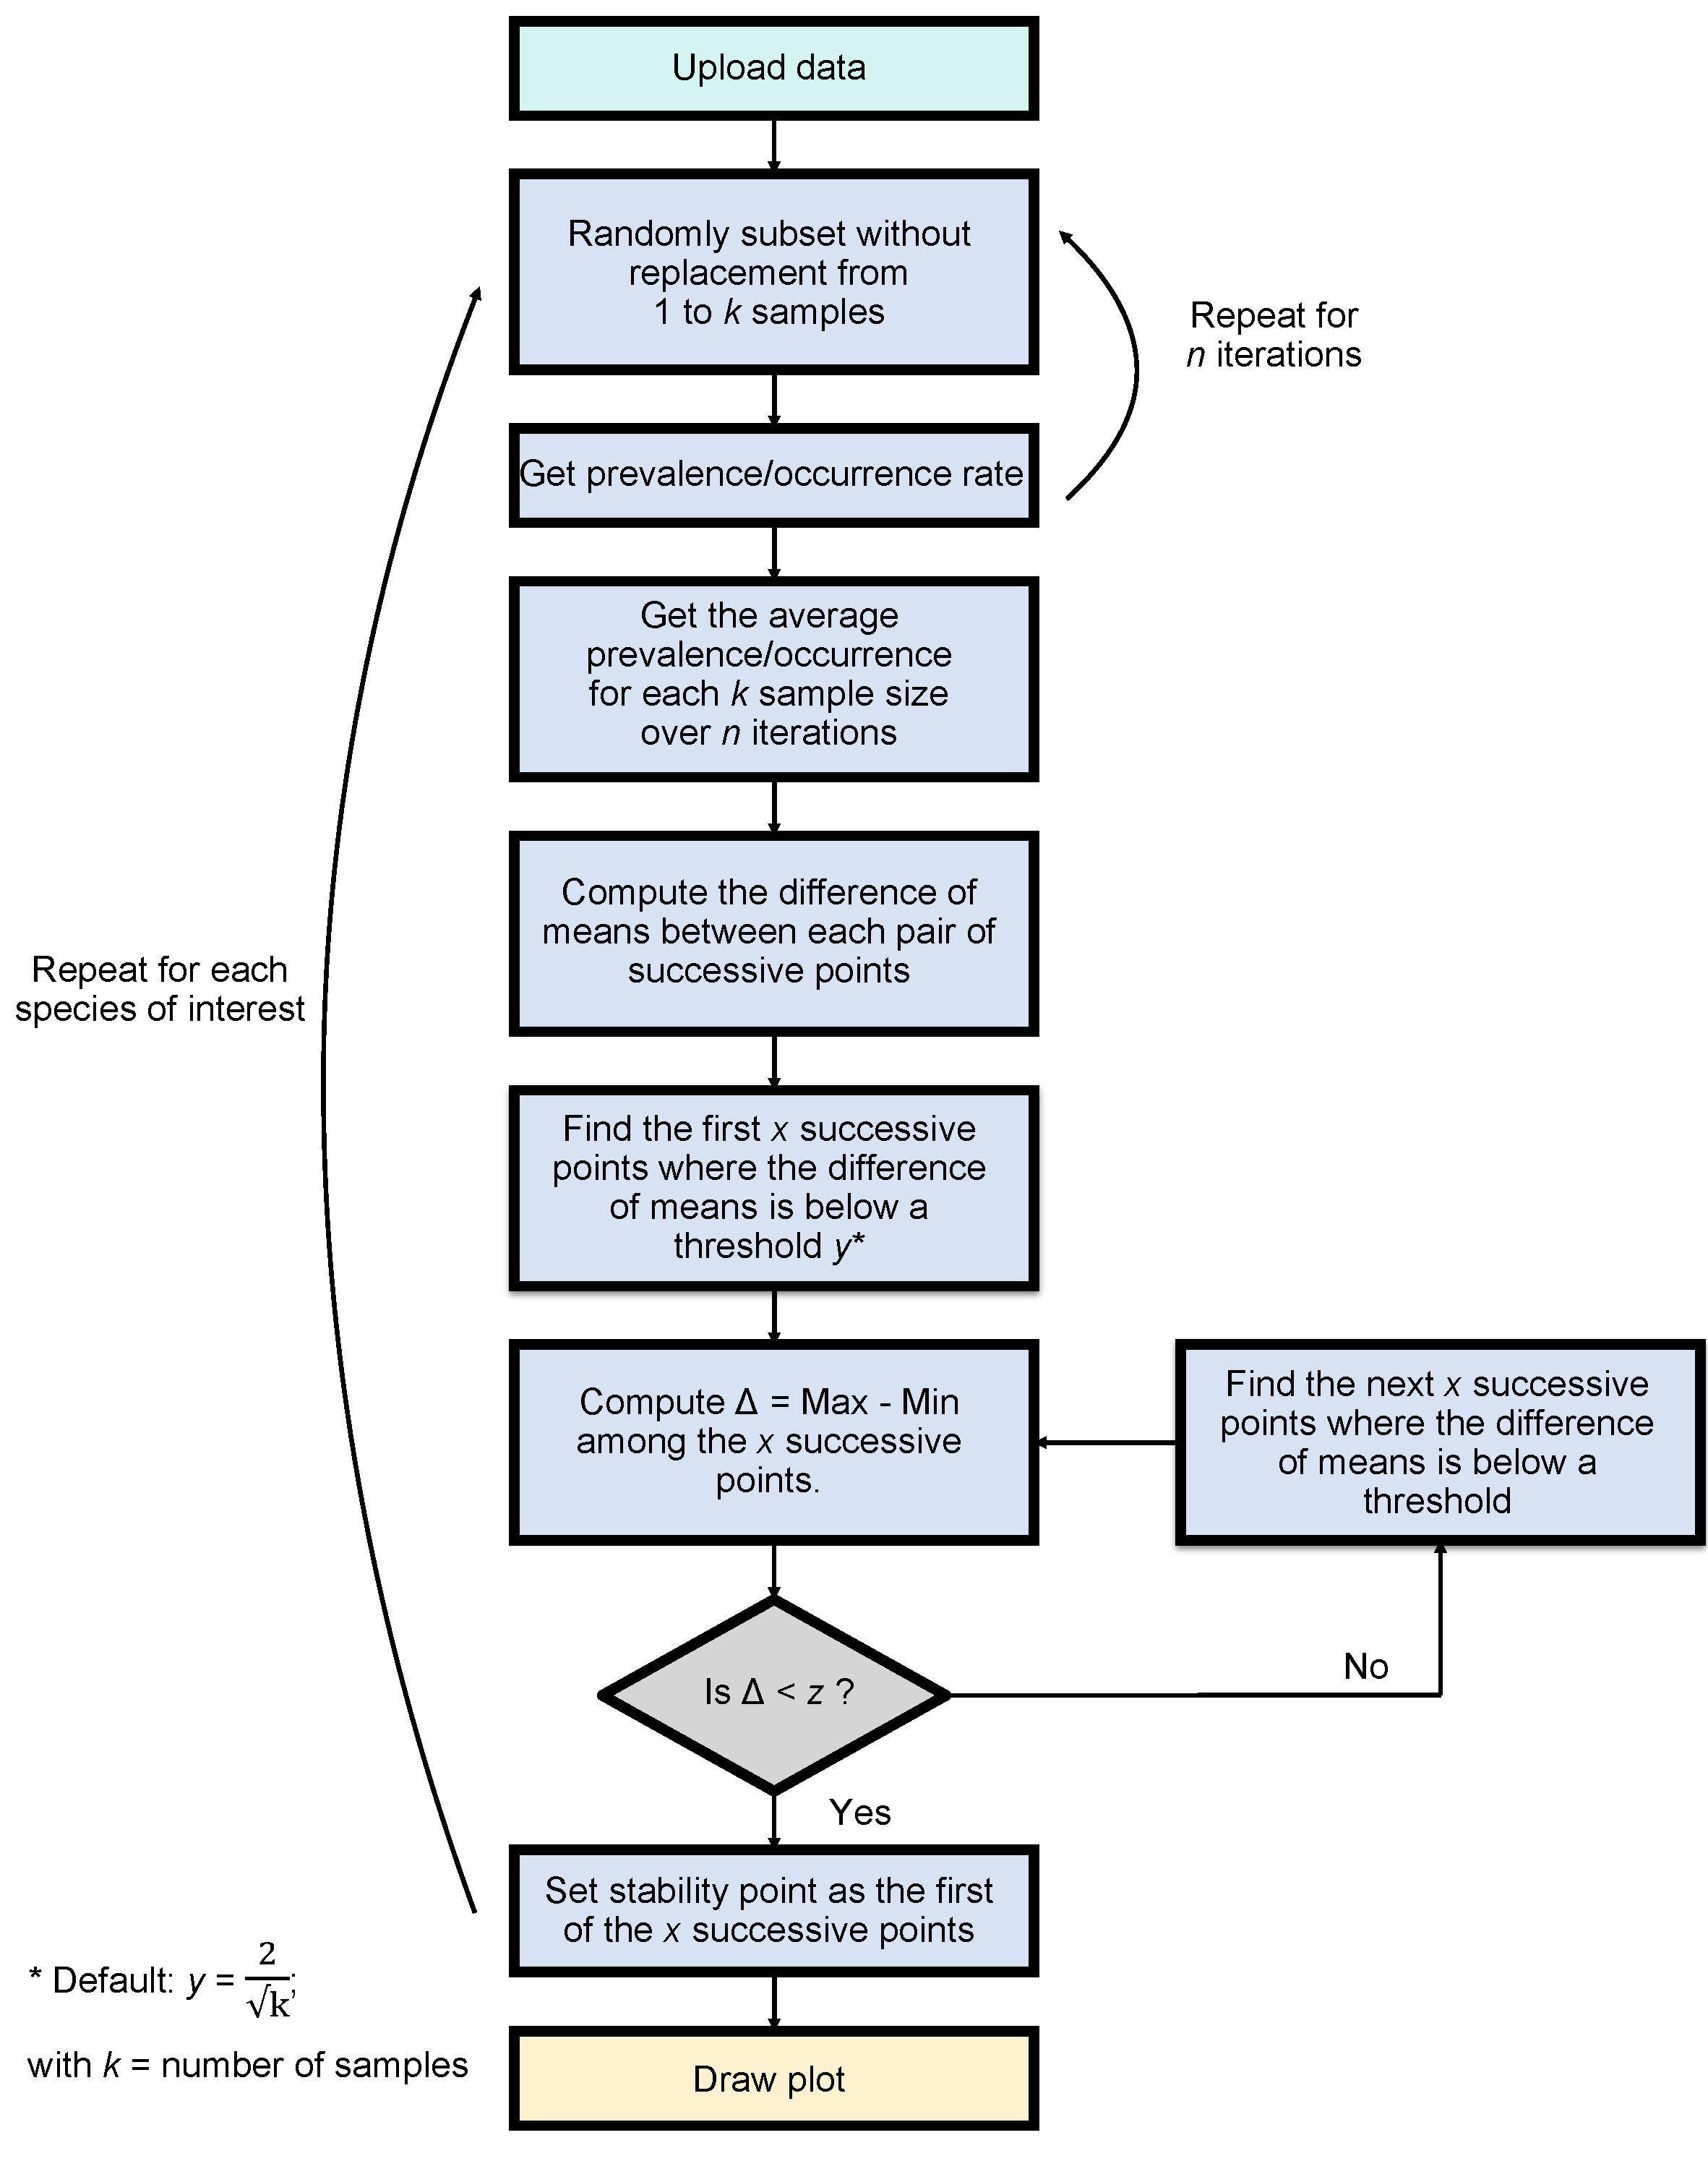 Upload data
Randomly subset without
replacement from
1 to k samples
Repeat for
n iterations
Get prevalence/occurrence rate
Get the average
prevalence/occurrence
for each k sample size
over n iterations
Compute the difference of
means between each pair of
successive points
Repeat for each
species of interest
Find the first x successive
points where the difference
of means is below a
threshold y*
Compute Δ = Max - Min
among the x successive
points.
Find the next x successive
points where the difference
of means is below a
threshold
Is Δ < z ?
No
Yes
Set stability point as the first
of the x successive points
* Default: y = 2/√k;
with k = number of samples
Draw plot